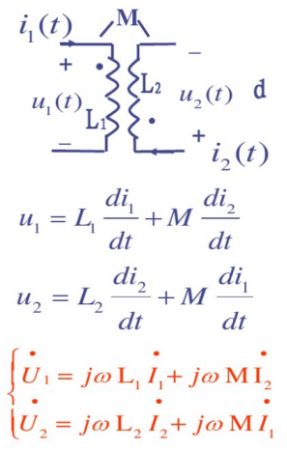 i₁(t) M
+ −
u₁(t) L₁ L₂ u₂(t) d
− +
i₂(t)
u₁ = L₁ di₁/dt + M di₂/dt
u₂ = L₂ di₂/dt + M di₁/dt
U̇₁ = jω L₁ İ₁ + jω M İ₂
U̇₂ = jω L₂ İ₂ + jω M İ₁